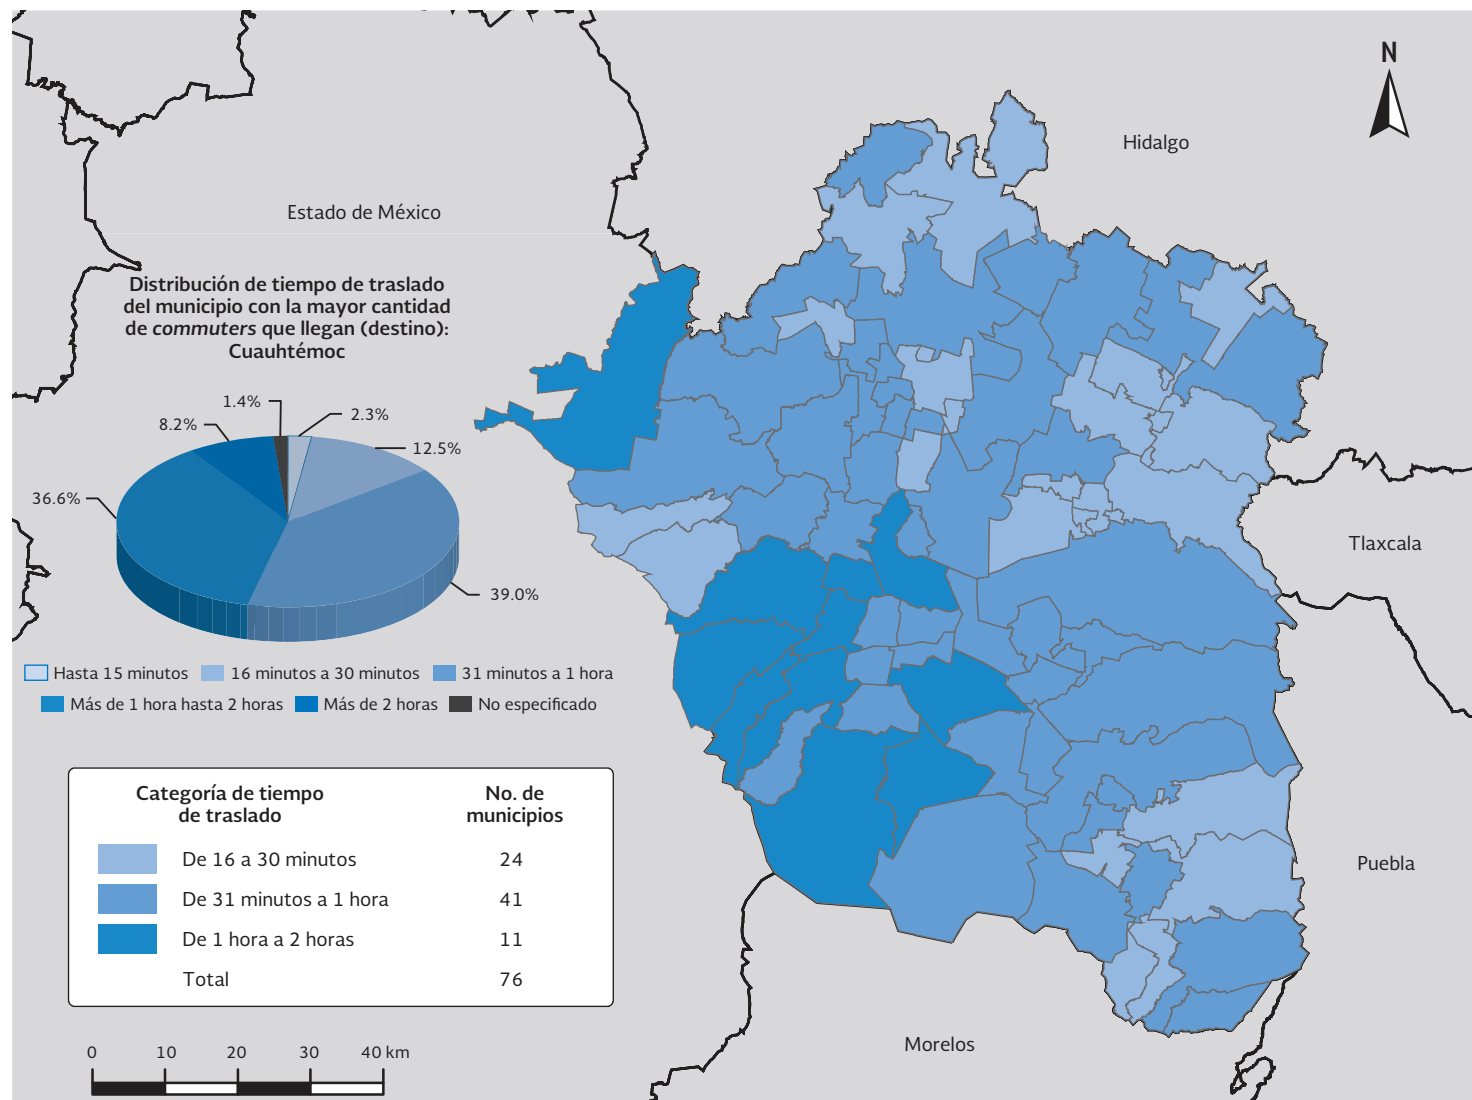 N
Hidalgo
Estado de México
Distribución de tiempo de traslado
del municipio con la mayor cantidad
de commuters que llegan (destino):
Cuauhtémoc
1.4%
2.3%
8.2%
12.5%
36.6%
39.0%
Tlaxcala
Hasta 15 minutos 16 minutos a 30 minutos 31 minutos a 1 hora
Más de 1 hora hasta 2 horas Más de 2 horas No especificado
Categoría de tiempo
de traslado
No. de
municipios
De 16 a 30 minutos 24
De 31 minutos a 1 hora 41
De 1 hora a 2 horas 11
Total 76
Puebla
Morelos
0 10 20 30 40 km